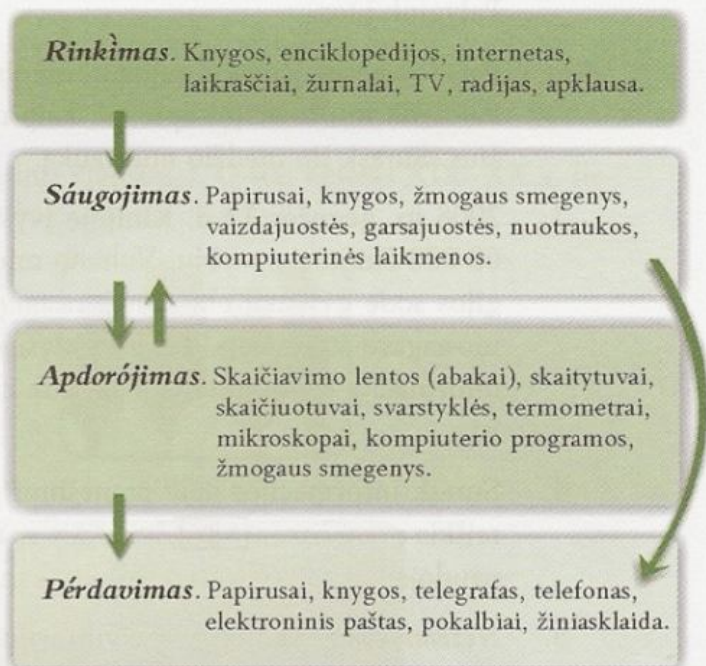 Rinkìmas. Knygos, enciklopedijos, internetas,
laikraščiai, žurnalai, TV, radijas, apklausa.
Sáugojimas. Papirusai, knygos, žmogaus smegenys,
vaizdajuostės, garsajuostės, nuotraukos,
kompiuterinės laikmenos.
Apdorójimas. Skaičiavimo lentos (abakai), skaitytuvai,
skaičiuotuvai, svarstyklės, termometrai,
mikroskopai, kompiuterio programos,
žmogaus smegenys.
Pérdavimas. Papirusai, knygos, telegrafas, telefonas,
elektroninis paštas, pokalbiai, žiniasklaida.